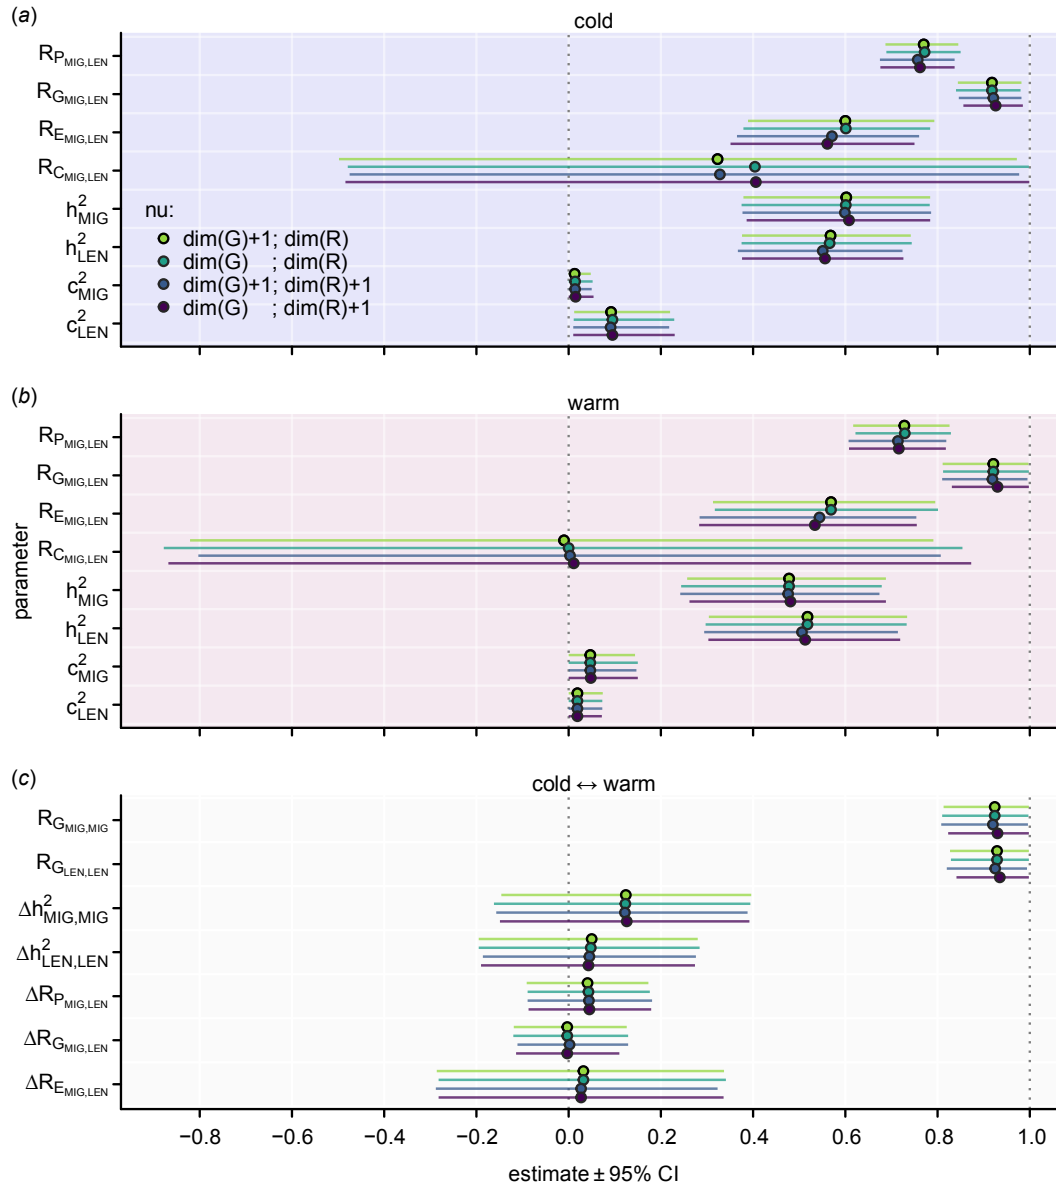 (a)
cold
R_P_MIG,LEN
R_G_MIG,LEN
R_E_MIG,LEN
R_C_MIG,LEN
h²_MIG
h²_LEN
c²_MIG
c²_LEN
nu:
dim(G)+1; dim(R)
dim(G) ; dim(R)
dim(G)+1; dim(R)+1
dim(G) ; dim(R)+1
(b)
warm
parameter
R_P_MIG,LEN
R_G_MIG,LEN
R_E_MIG,LEN
R_C_MIG,LEN
h²_MIG
h²_LEN
c²_MIG
c²_LEN
(c)
cold ↔ warm
R_G_MIG,MIG
R_G_LEN,LEN
Δh²_MIG,MIG
Δh²_LEN,LEN
ΔR_P_MIG,LEN
ΔR_G_MIG,LEN
ΔR_E_MIG,LEN
−0.8 −0.6 −0.4 −0.2 0.0 0.2 0.4 0.6 0.8 1.0
estimate ± 95% CI